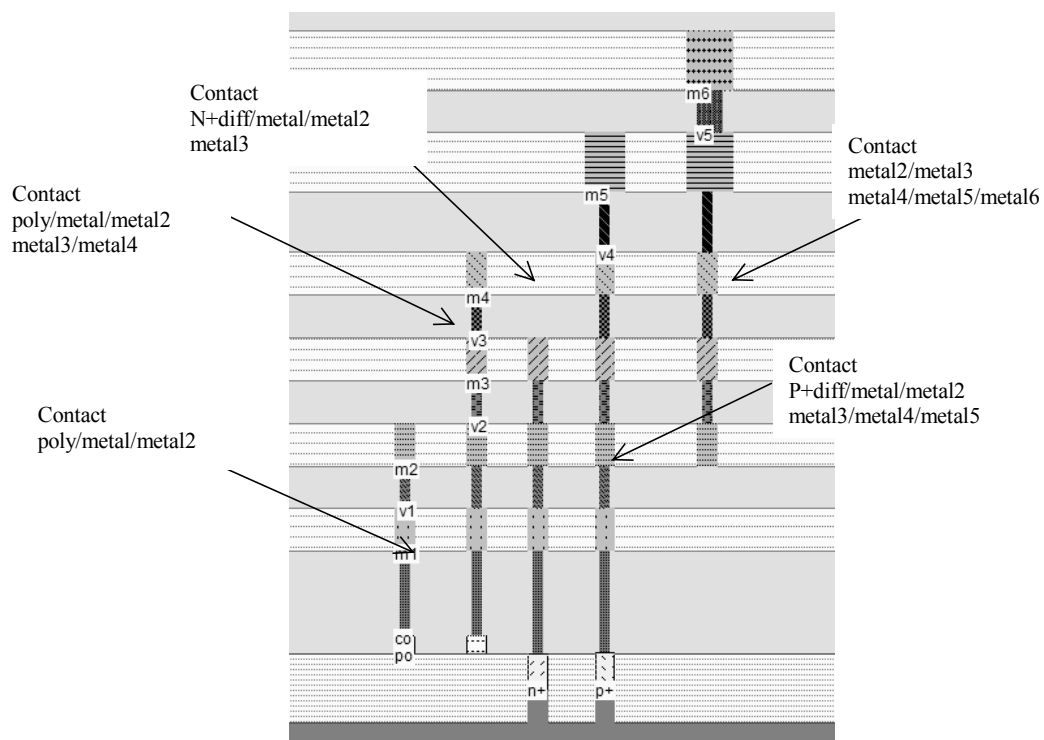 Contact
N+diff/metal/metal2
metal3
Contact
metal2/metal3
metal4/metal5/metal6
Contact
poly/metal/metal2
metal3/metal4
Contact
P+diff/metal/metal2
metal3/metal4/metal5
Contact
poly/metal/metal2
m6
v5
m5
v4
m4
v3
m3
v2
m2
v1
m1
co
po
n+
p+